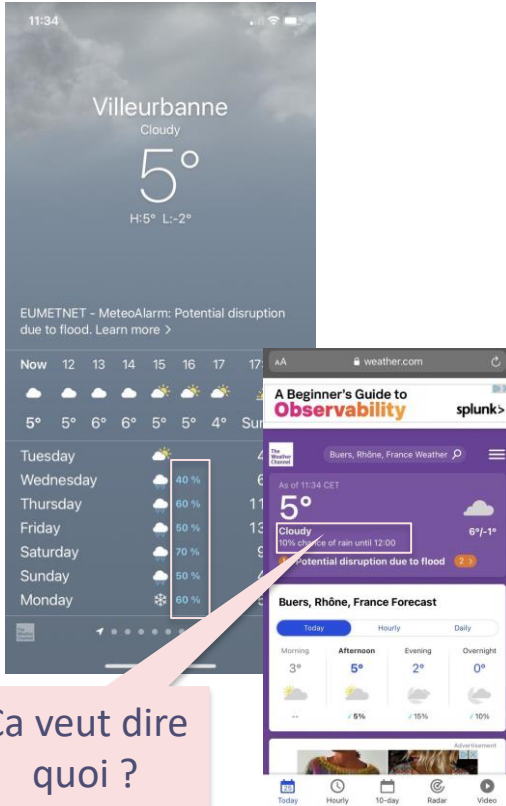 11:34
Villeurbanne
Cloudy
5°
H:5° L:-2°
EUMETNET - MeteoAlarm: Potential disruption
due to flood. Learn more >
Now 12 13 14 15 16 17 17:
5° 5° 6° 6° 5° 5° 4° Sun
Tuesday
Wednesday 40 %
Thursday 60 % 11
Friday 50 % 13
Saturday 70 %
Sunday 50 %
Monday 60 %
Ça veut dire
quoi ?
AA weather.com
A Beginner's Guide to
Observability
splunk>
The
Weather
Channel
Buers, Rhône, France Weather
As of 11:34 CET
5°
Cloudy
6°/-1°
10% chance of rain until 12:00
Potential disruption due to flood 2 >
Buers, Rhône, France Forecast
Today Hourly Daily
Morning Afternoon Evening Overnight
3° 5° 2° 0°
-- 5% 15% 10%
Advertisement
Today Hourly 10-day Radar Video